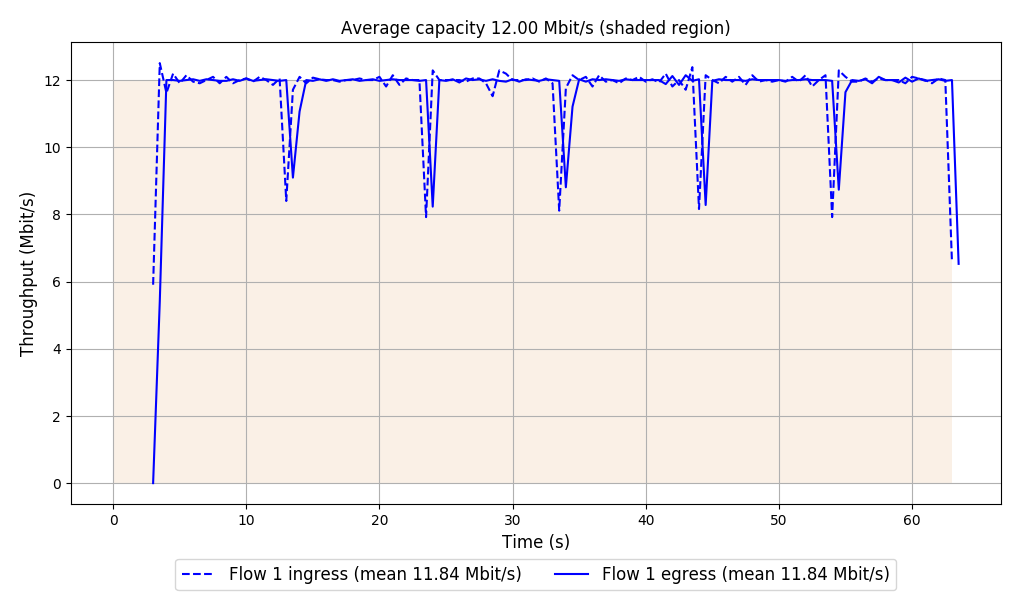 Average capacity 12.00 Mbit/s (shaded region)
Throughput (Mbit/s)
12
10
8
6
4
2
0
0 10 20 30 40 50 60
Time (s)
Flow 1 ingress (mean 11.84 Mbit/s) Flow 1 egress (mean 11.84 Mbit/s)